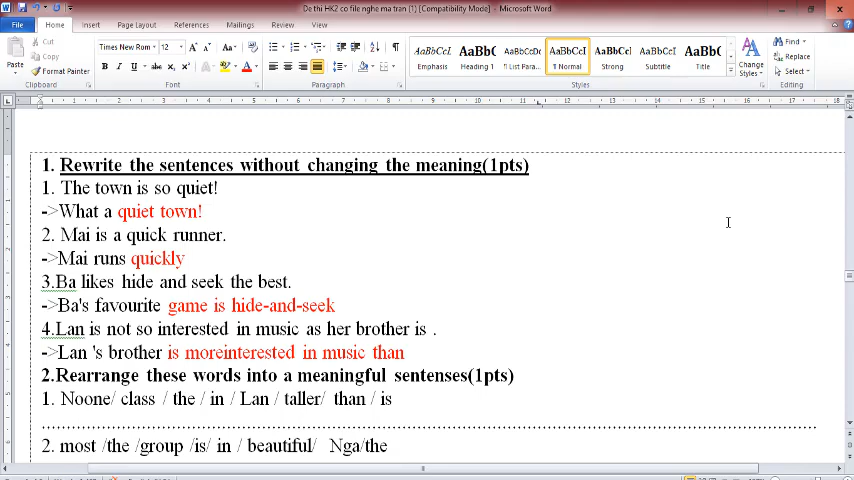 De thi HK2 co file nghe ma tran (1) [Compatibility Mode] - Microsoft Word
File Home Insert Page Layout References Mailings Review View
Paste Cut Copy Format Painter
Times New Rom 12
Emphasis Heading 1 ¶ List Para... ¶ Normal Strong Subtitle Title
Change Styles
Find Replace Select
Clipboard Font Paragraph Styles Editing
1. Rewrite the sentences without changing the meaning(1pts)
1. The town is so quiet!
->What a quiet town!
2. Mai is a quick runner.
->Mai runs quickly
3.Ba likes hide and seek the best.
->Ba's favourite game is hide-and-seek
4.Lan is not so interested in music as her brother is .
->Lan 's brother is moreinterested in music than
2.Rearrange these words into a meaningful sentenses(1pts)
1. Noone/ class / the / in / Lan / taller/ than / is
2. most /the /group /is/ in / beautiful/ Nga/the